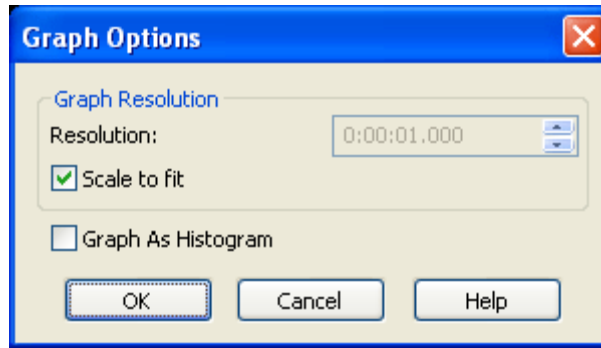 Graph Options
Graph Resolution
Resolution: 0:00:01.000
Scale to fit
Graph As Histogram
OK Cancel Help